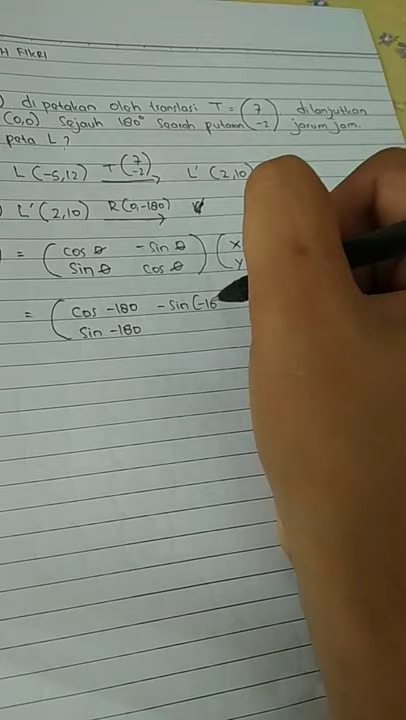 H FIKRI
) di petakan oleh translasi T = (7 -2) dilanjutkan
(0,0) sejauh 180° searah putaran jarum jam.
peta L?
L (-5,12) T(7 -2) → L' (2,10)
) L' (2,10) R(0,-180) →
= (cos θ -sin θ) (x
sin θ cos θ y
= (cos -180 -sin (-18
sin -180